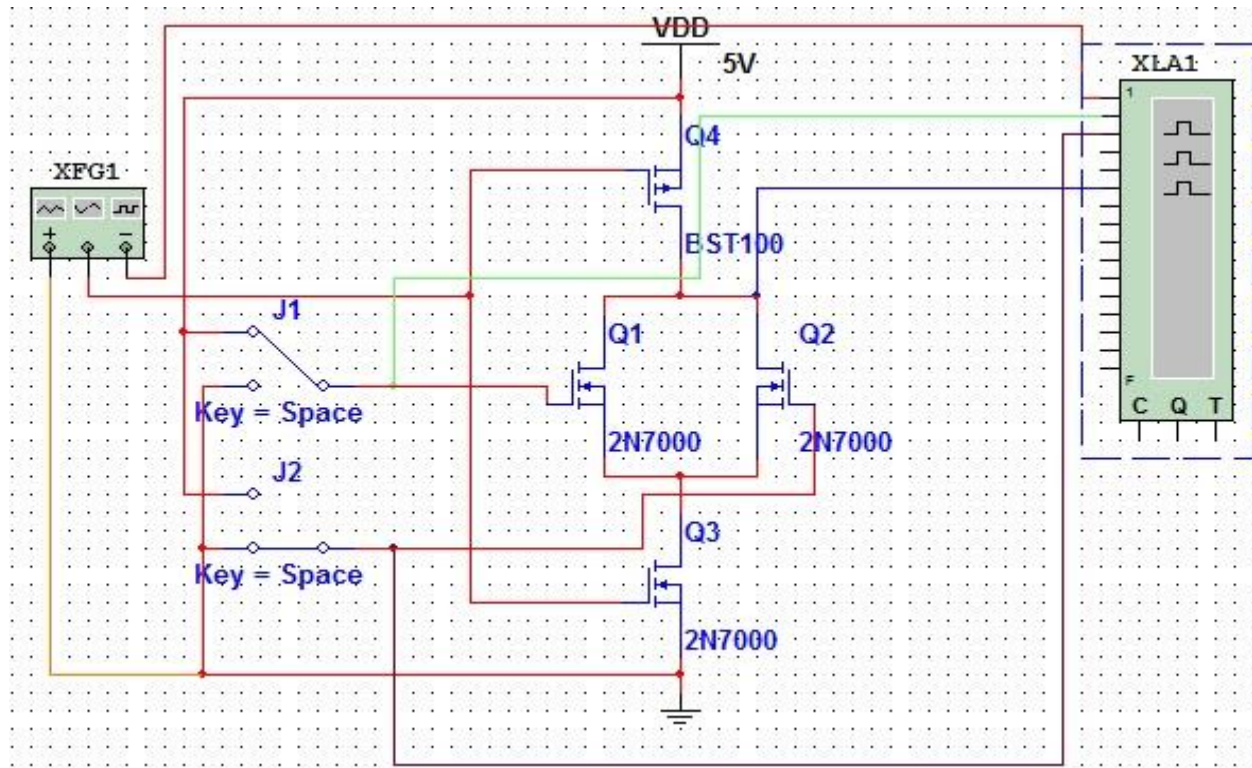 VDD
5V
XLA1
1
Q4
XFG1
+
−
BST100
J1
Q1
Q2
F
C Q T
Key = Space
2N7000
2N7000
J2
Q3
Key = Space
2N7000